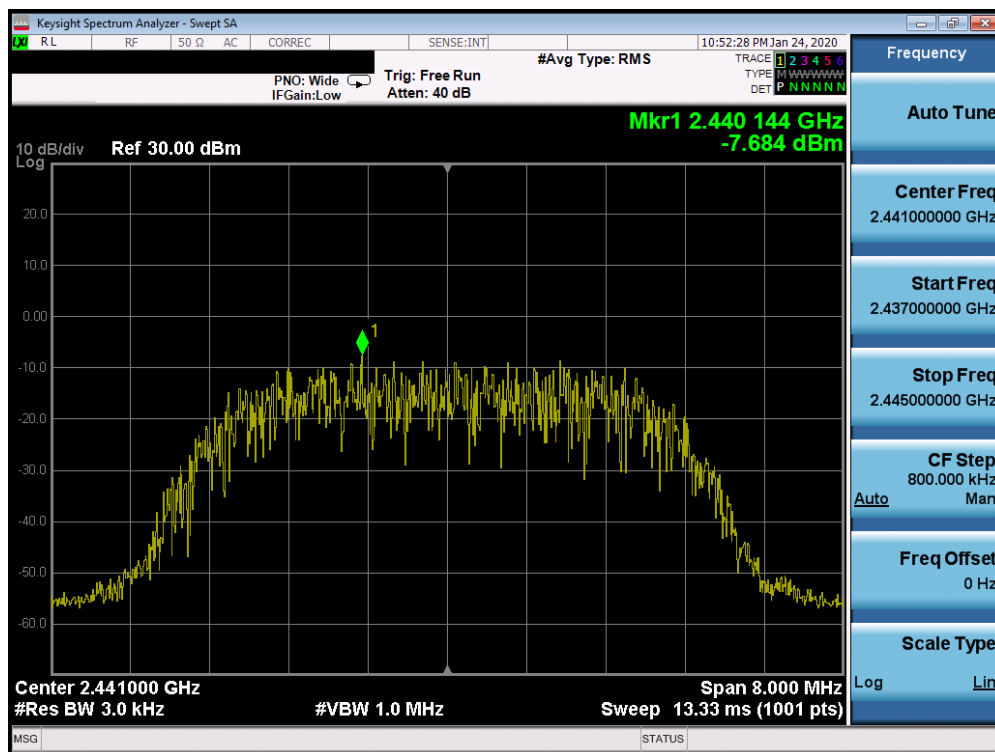 Keysight Spectrum Analyzer - Swept SA
LXI RL RF 50 Ω AC CORREC SENSE:INT 10:52:28 PM Jan 24, 2020
#Avg Type: RMS
TRACE 1 2 3 4 5 6
TYPE M WWWWW
DET P N N N N N
PNO: Wide
IFGain:Low
Trig: Free Run
Atten: 40 dB
Mkr1 2.440 144 GHz
-7.684 dBm
10 dB/div
Log
Ref 30.00 dBm
20.0
10.0
0.00
1
-10.0
-20.0
-30.0
-40.0
-50.0
-60.0
Center 2.441000 GHz
Span 8.000 MHz
#Res BW 3.0 kHz
#VBW 1.0 MHz
Sweep 13.33 ms (1001 pts)
MSG
STATUS
Frequency
Auto Tune
Center Freq
2.441000000 GHz
Start Freq
2.437000000 GHz
Stop Freq
2.445000000 GHz
CF Step
800.000 kHz
Auto Man
Freq Offset
0 Hz
Scale Type
Log Lin